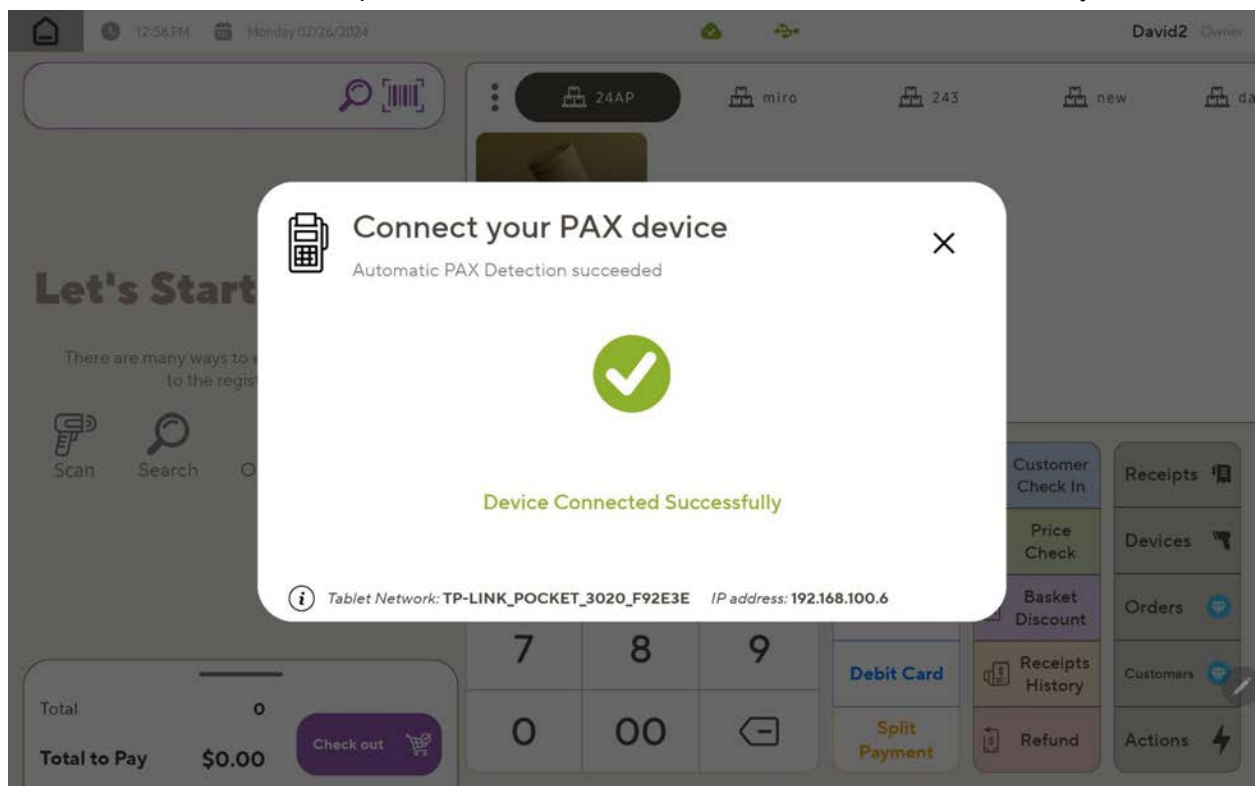 12:58 PM Monday 02/26/2024 David2 Owner
24AP miro 243 new da
Connect your PAX device
Automatic PAX Detection succeeded
Let's Start
There are many ways to
to the regis
Scan Search O
Device Connected Successfully
Tablet Network: TP-LINK_POCKET_3020_F92E3E IP address: 192.168.100.6
Customer
Check In
Receipts
Price
Check
Devices
Basket
Discount
Orders
7 8 9
Debit Card
Receipts
History
Customers
0 00
Split
Payment
Refund
Actions
Total 0
Total to Pay $0.00
Check out